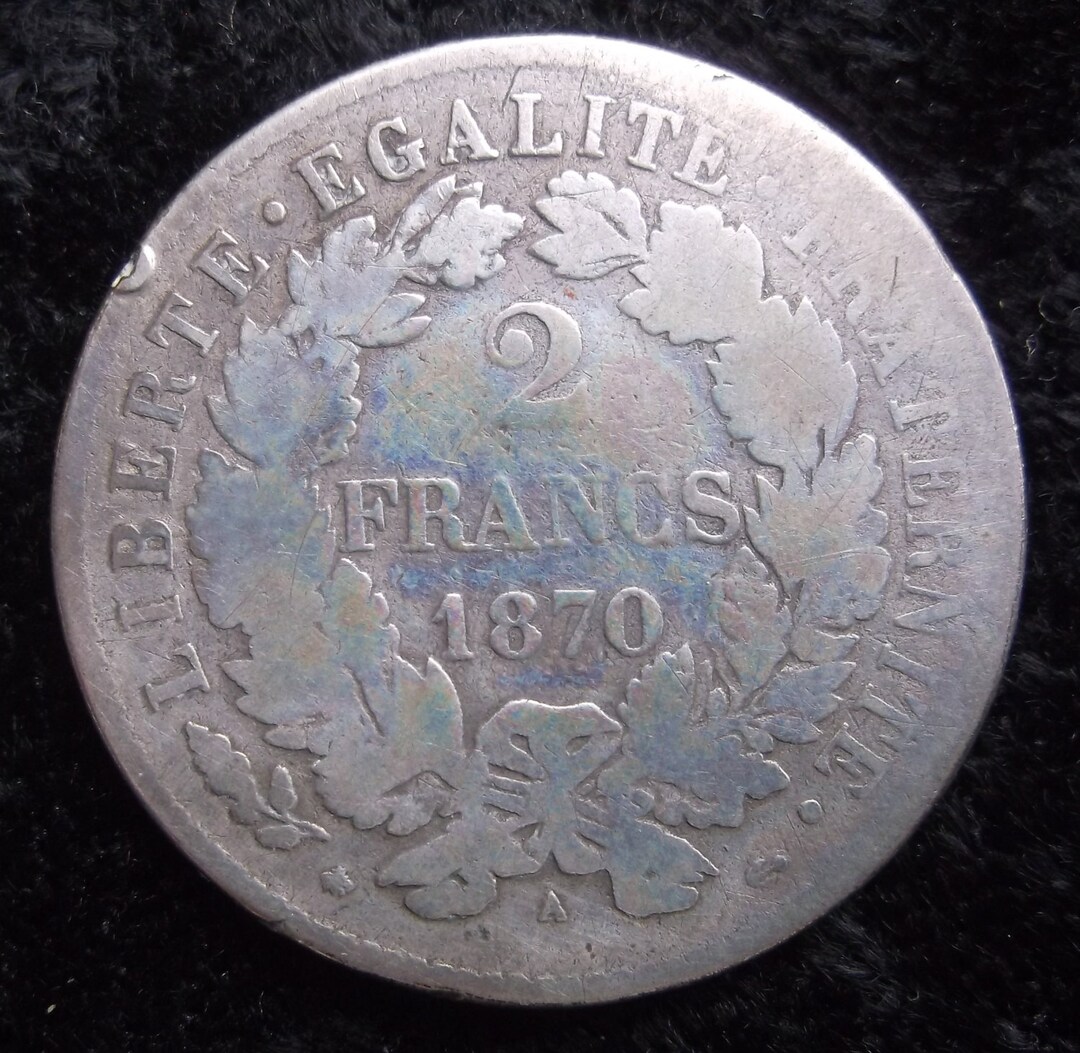 LIBERTE · EGALITE · FRATERNITE ·
2
FRANCS
1870
A